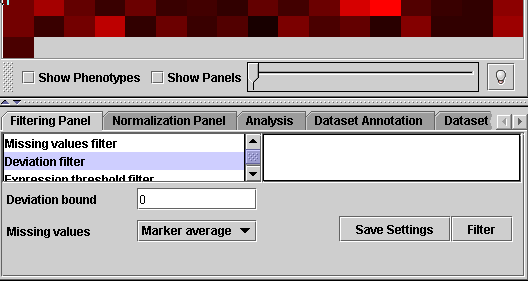 Show Phenotypes Show Panels
Filtering Panel Normalization Panel Analysis Dataset Annotation Dataset
Missing values filter
Deviation filter
Expression threshold filter
Deviation bound 0
Missing values Marker average Save Settings Filter